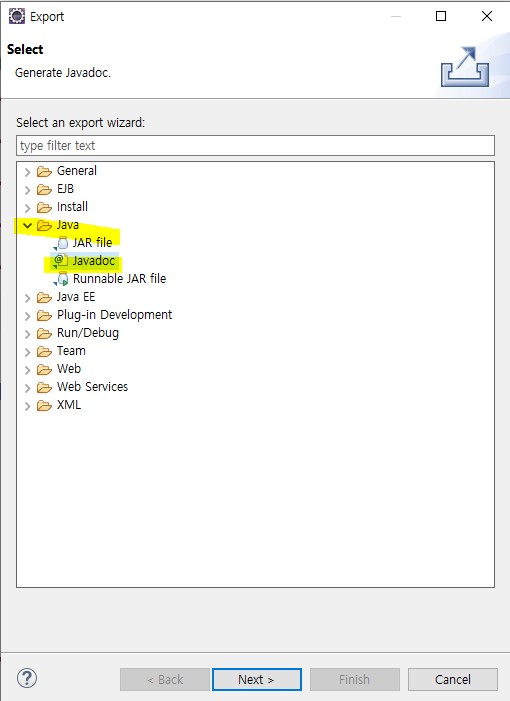 Export
Select
Generate Javadoc.
Select an export wizard:
type filter text
General
EJB
Install
Java
JAR file
Javadoc
Runnable JAR file
Java EE
Plug-in Development
Run/Debug
Team
Web
Web Services
XML
< Back
Next >
Finish
Cancel